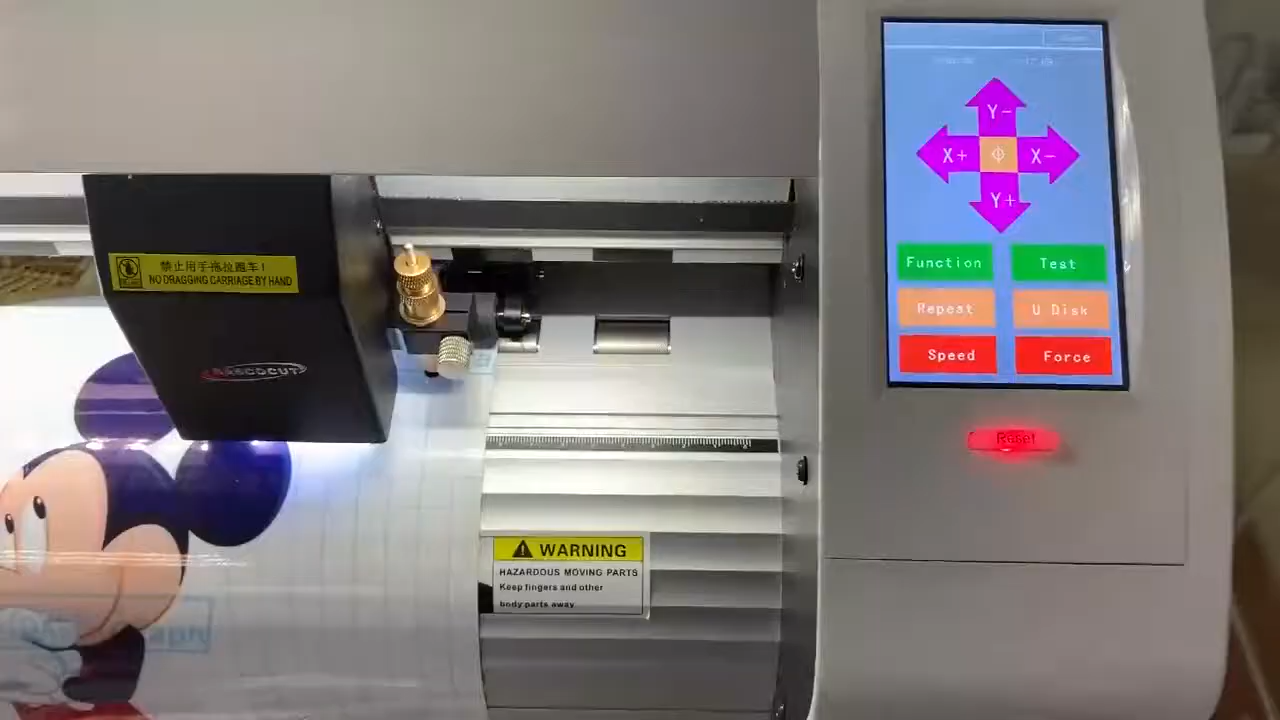 Y-
X+
X-
Y+
Function
Test
Repeat
U Disk
Speed
Force
Reset
禁止用手拖拉跑车!
NO DRAGGING CARRIAGE BY HAND
WARNING
HAZARDOUS MOVING PARTS
Keep fingers and other
body parts away